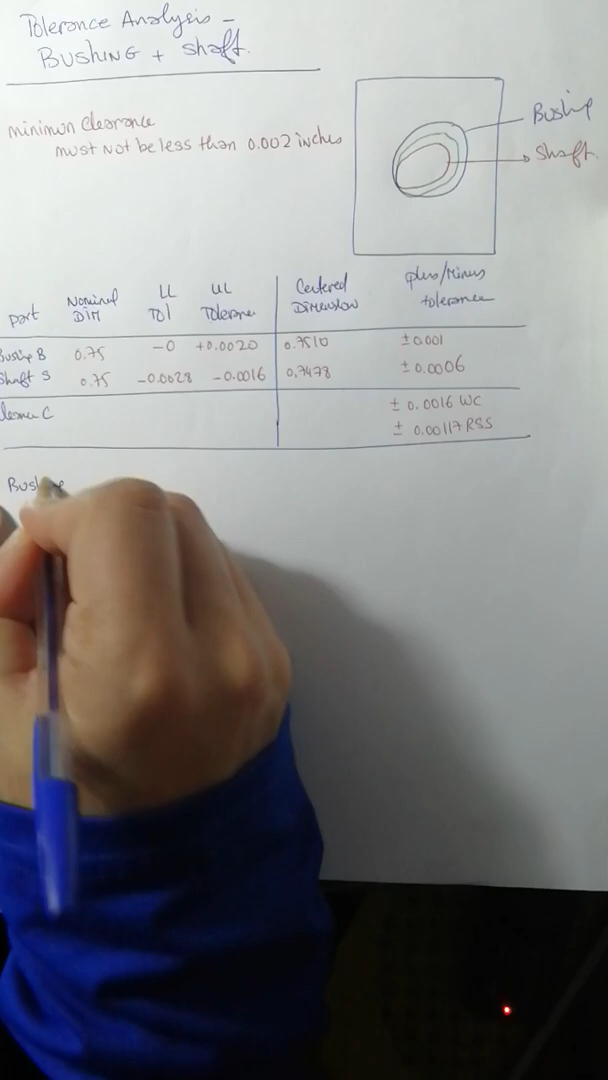 Tolerance Analysis -
BUSHING + Shaft.
minimum clearance
must not be less than 0.002 inches
Bushing
Shaft.
part Nominal DIM LL Tol UL Tolerance Centered Dimension plus/Minus tolerance
Bushing B 0.75 -0 +0.0020 0.7510 ±0.001
Shaft S 0.75 -0.0028 -0.0016 0.7478 ±0.0006
C ± 0.0016 WC
± 0.00117 RSS
Bushing